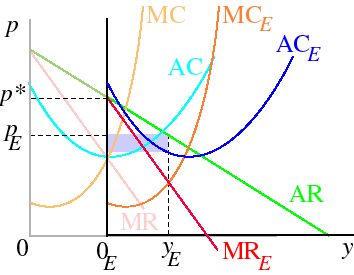 p MC MC_E
AC AC_E
p*
p_E
AR
MR
0 0_E y_E MR_E y